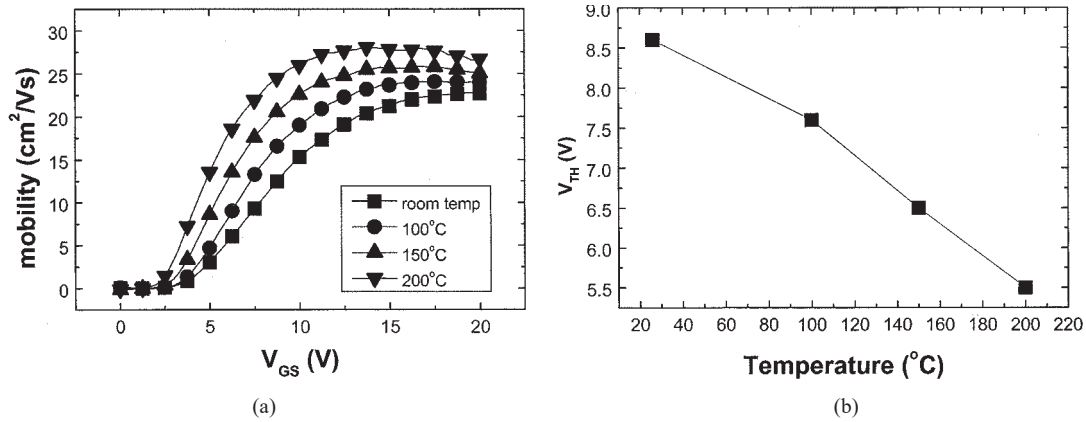 30
25
20
15
10
5
0
mobility (cm²/Vs)
room temp
100°C
150°C
200°C
0 5 10 15 20
V_GS (V)
(a)
9.0
8.5
8.0
7.5
7.0
6.5
6.0
5.5
V_TH (V)
20 40 60 80 100 120 140 160 180 200 220
Temperature (°C)
(b)